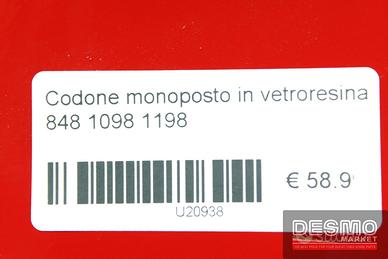 Codone monoposto in vetroresina
848 1098 1198
€ 58.9
U20938
DESMO
MARKET